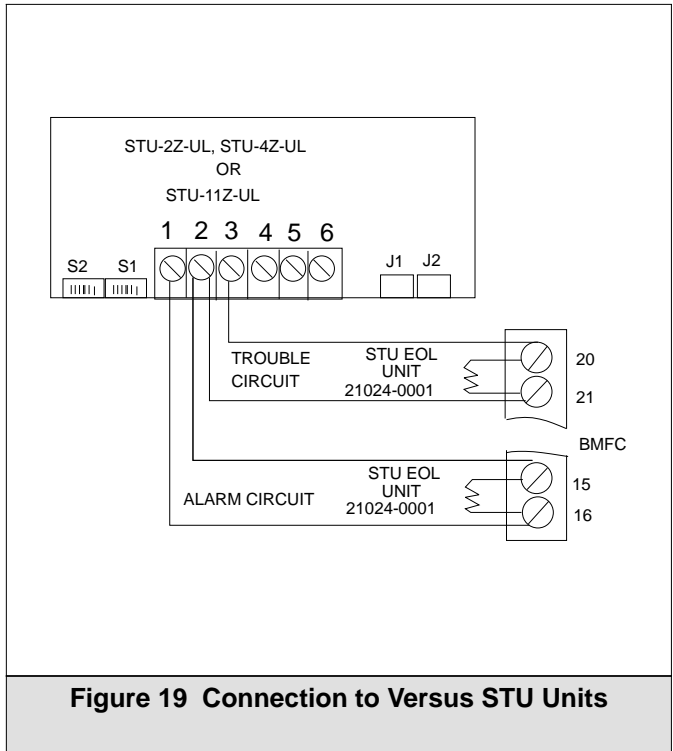 STU-2Z-UL, STU-4Z-UL
OR
STU-11Z-UL
1 2 3 4 5 6
S2 S1 J1 J2
TROUBLE
CIRCUIT
STU EOL
UNIT
21024-0001
20
21
BMFC
ALARM CIRCUIT
STU EOL
UNIT
21024-0001
15
16
Figure 19 Connection to Versus STU Units